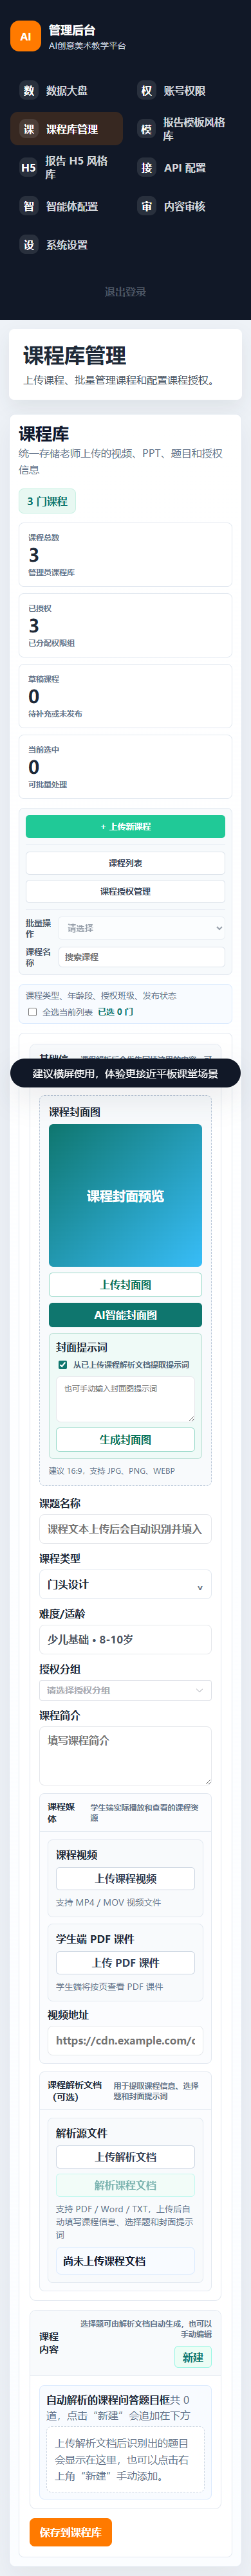 AI
管理后台
AI创意美术教学平台
数 数据大盘
权 账号权限
课 课程库管理
模 报告模板风格库
H5 报告 H5 风格库
接 API 配置
智 智能体配置
审 内容审核
设 系统设置
退出登录
课程库管理
上传课程、批量管理课程和配置课程授权。
课程库
统一存储老师上传的视频、PPT、题目和授权
信息
3 门课程
课程总数
3
管理员课程库
已授权
3
已分配权限组
草稿课程
0
待补充或未发布
当前选中
0
可批量处理
+ 上传新课程
课程列表
课程授权管理
批量操作 请选择
课程名称 搜索课程
课程类型、年龄段、授权班级、发布状态
全选当前列表 已选 0 门
建议横屏使用，体验更接近平板课堂场景
课程封面图
课程封面预览
上传封面图
AI智能封面图
封面提示词
从已上传课程解析文档提取提示词
也可手动输入封面图提示词
生成封面图
建议 16:9，支持 JPG、PNG、WEBP
课题名称
课程文本上传后会自动识别并填入
课程类型
门头设计
难度/适龄
少儿基础 • 8-10岁
授权分组
请选择授权分组
课程简介
填写课程简介
课程媒体 学生端实际播放和查看的课程资源
课程视频
上传课程视频
支持 MP4 / MOV 视频文件
学生端 PDF 课件
上传 PDF 课件
学生端将按页查看 PDF 课件
视频地址
https://cdn.example.com/c
课程解析文档（可选） 用于提取课程信息、选择题和封面提示词
解析源文件
上传解析文档
解析课程文档
支持 PDF / Word / TXT，上传后自
动填写课程信息、选择题和封面提示
词
尚未上传课程文档
课程内容
选择题可由解析文档自动生成，也可以
手动编辑
新建
自动解析的课程问答题目框共 0
道，点击“新建”会追加在下方
上传解析文档后识别出的题目
会显示在这里，也可以点击右
上角“新建”手动添加。
保存到课程库